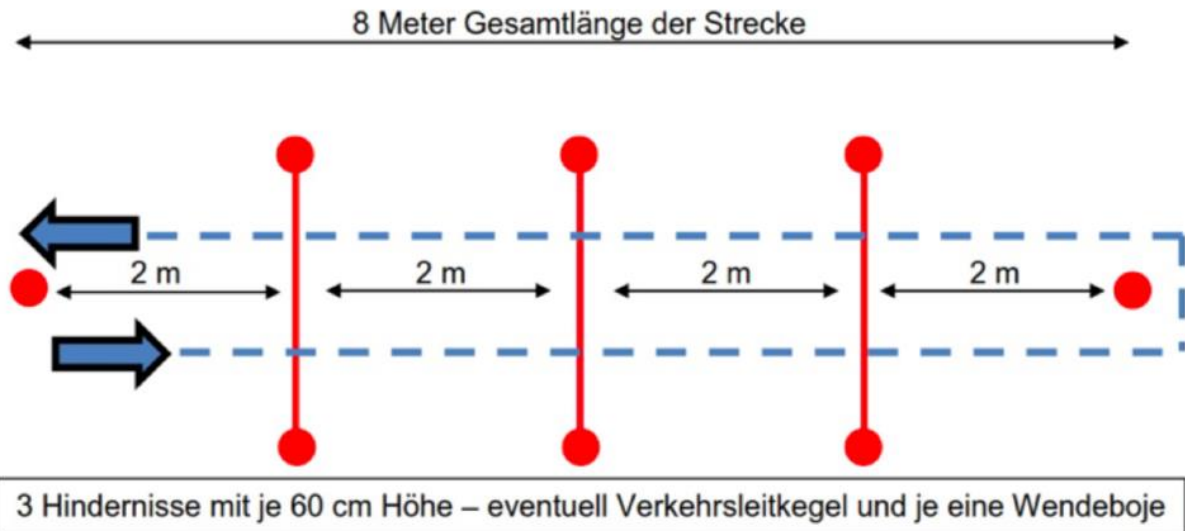 8 Meter Gesamtlänge der Strecke
2 m
2 m
2 m
2 m
3 Hindernisse mit je 60 cm Höhe – eventuell Verkehrsleitkegel und je eine Wendeboje